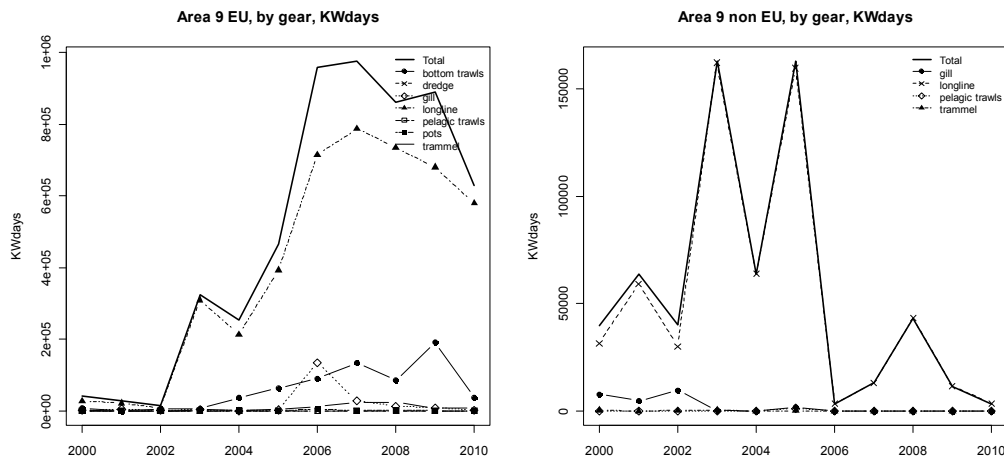 Area 9 EU, by gear, KWdays
1e+06
8e+05
6e+05
4e+05
2e+05
0e+00
KWdays
Total
bottom trawls
dredge
gill
longline
pelagic trawls
pots
trammel
2000 2002 2004 2006 2008 2010
Area 9 non EU, by gear, KWdays
150000
100000
50000
0
KWdays
Total
gill
longline
pelagic trawls
trammel
2000 2002 2004 2006 2008 2010